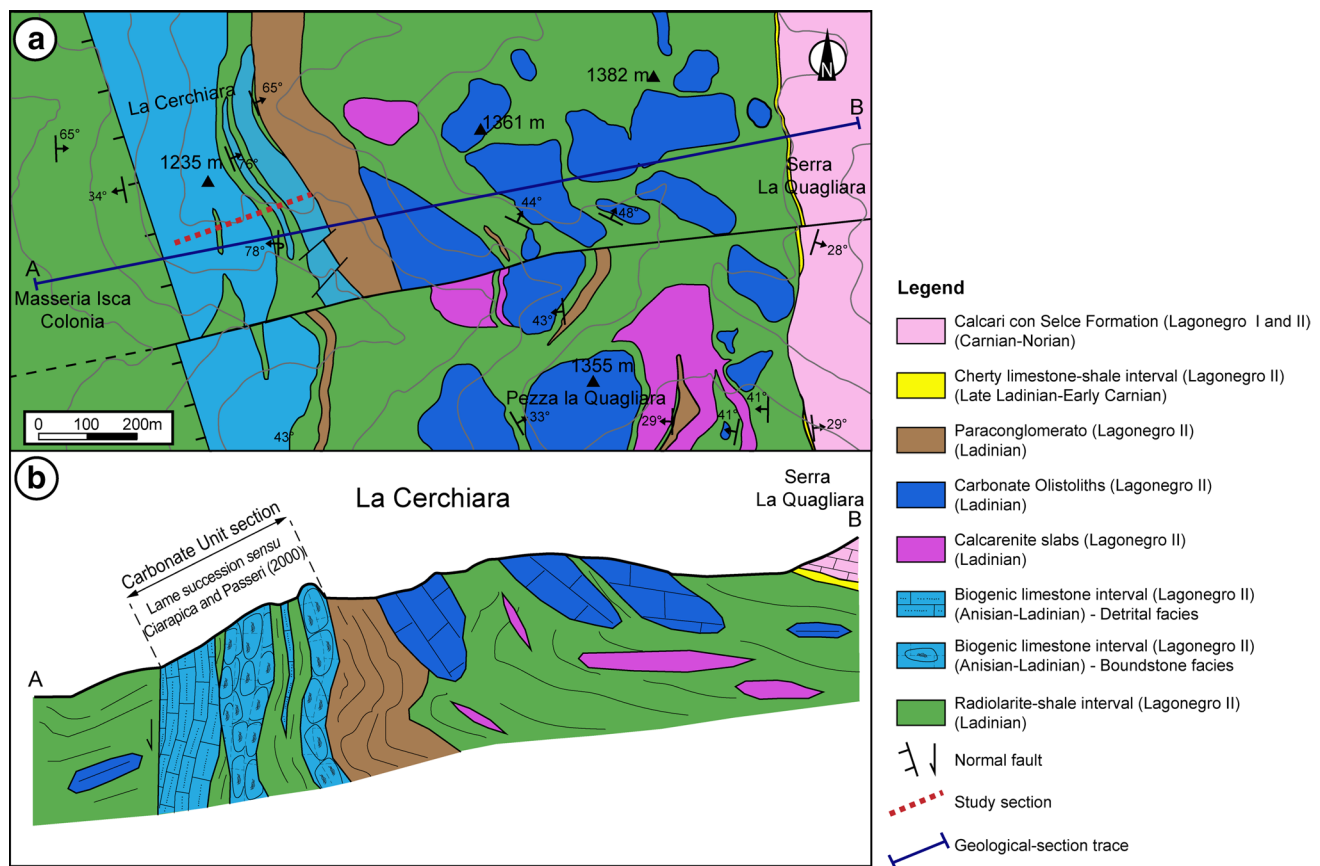 a
N
1382 m
La Cerchiara
65°
B
1361 m
65°
76°
1235 m
Serra
La Quagliara
34°
44°
48°
78°
28°
A
Masseria Isca
Colonia
43°
1355 m
Pezza la Quagliara
0 100 200m
43°
33°
29°
41°
41°
29°
b
La Cerchiara
Serra
La Quagliara
B
Carbonate Unit section
Lame succession sensu
Ciarapica and Passeri (2000)
A
Legend
Calcari con Selce Formation (Lagonegro I and II)
(Carnian-Norian)
Cherty limestone-shale interval (Lagonegro II)
(Late Ladinian-Early Carnian)
Paraconglomerato (Lagonegro II)
(Ladinian)
Carbonate Olistoliths (Lagonegro II)
(Ladinian)
Calcarenite slabs (Lagonegro II)
(Ladinian)
Biogenic limestone interval (Lagonegro II)
(Anisian-Ladinian) - Detrital facies
Biogenic limestone interval (Lagonegro II)
(Anisian-Ladinian) - Boundstone facies
Radiolarite-shale interval (Lagonegro II)
(Ladinian)
Normal fault
Study section
Geological-section trace